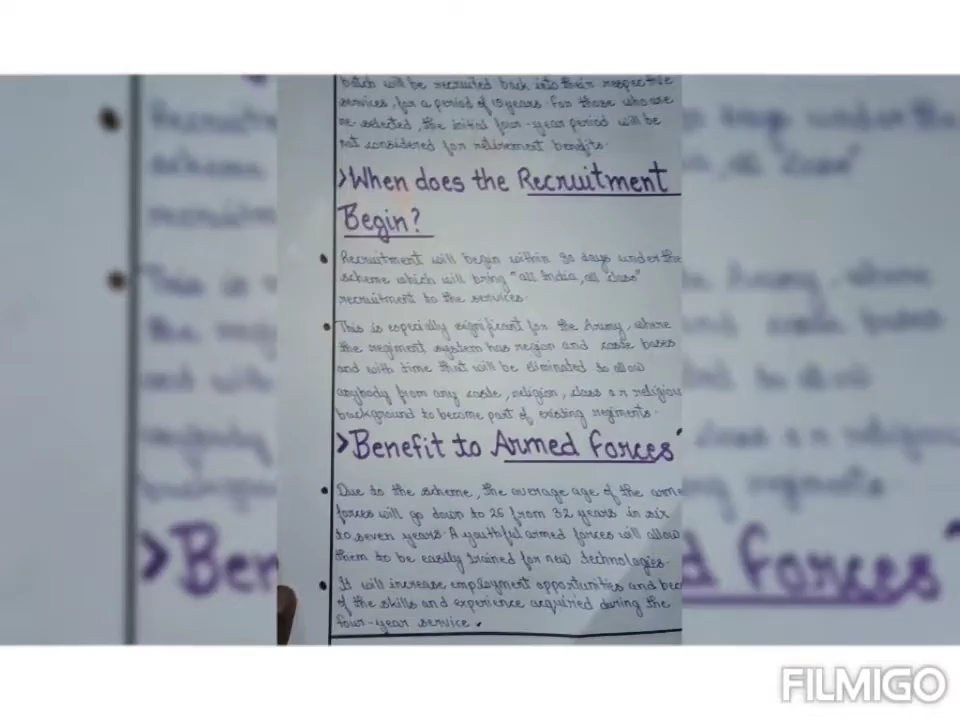 batch will be recruited back into their respective
services, for a period of 15 years. For those who are
re-selected, the initial four-year period will be
not considered for retirement benefits.
>When does the Recruitment
Begin?
• Recruitment will begin within 90 days under the
scheme which will bring "all India, all class"
recruitment to the services.
• This is especially significant for the Army, where
the regiment system has region and caste bases
and with time that will be eliminated to allow
anybody from any caste, religion, class or religious
background to become part of existing regiments.
>Benefit to Armed Forces
• Due to the scheme, the average age of the arme
forces will go down to 26 from 32 years in six
to seven years. A youthful armed forces will allow
them to be easily trained for new technologies.
• It will increase employment opportunities and bec
of the skills and experience acquired during the
four-year service.
FILMIGO